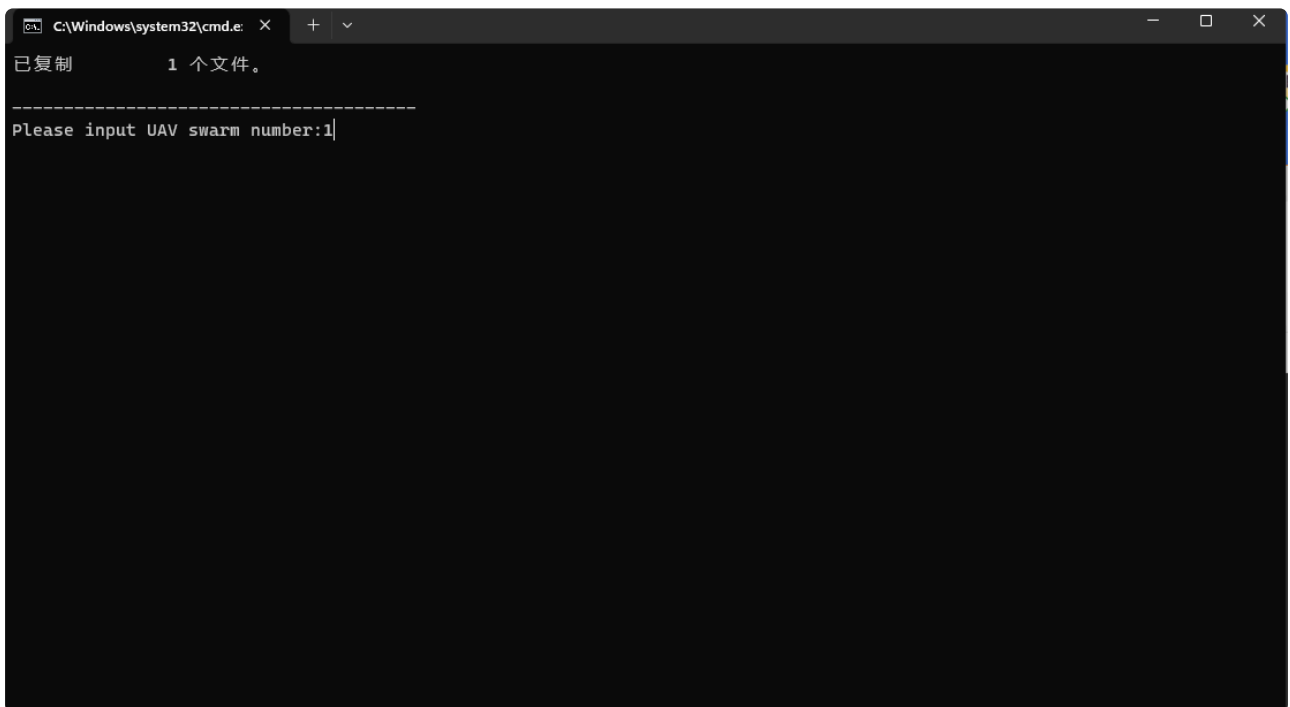 C:\Windows\system32\cmd.e:
已复制         1 个文件。
---------------------------------------
Please input UAV swarm number:1